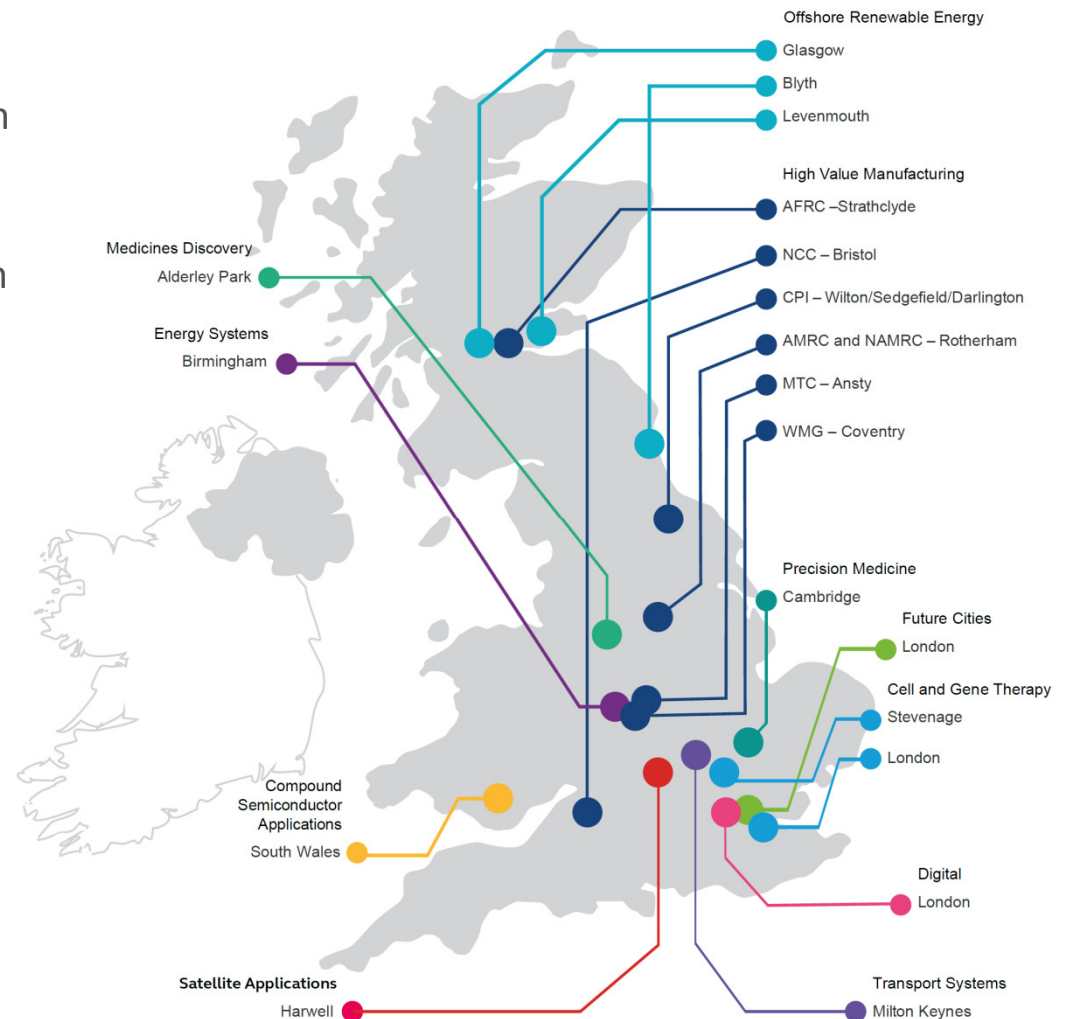 n
n
Offshore Renewable Energy
Glasgow
Blyth
Levenmouth
High Value Manufacturing
AFRC –Strathclyde
NCC – Bristol
CPI – Wilton/Sedgefield/Darlington
AMRC and NAMRC – Rotherham
MTC – Ansty
WMG – Coventry
Medicines Discovery
Alderley Park
Energy Systems
Birmingham
Precision Medicine
Cambridge
Future Cities
London
Cell and Gene Therapy
Stevenage
London
Compound
Semiconductor
Applications
South Wales
Digital
London
Satellite Applications
Harwell
Transport Systems
Milton Keynes